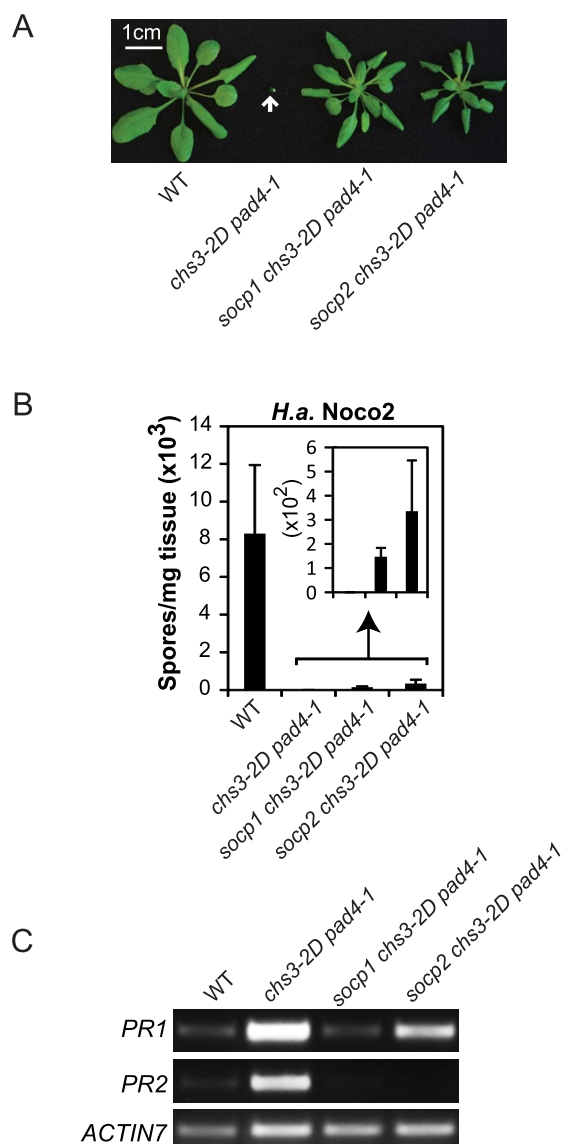 A
1cm
WT
chs3-2D pad4-1
socp1 chs3-2D pad4-1
socp2 chs3-2D pad4-1
B
H.a. Noco2
Spores/mg tissue (x10³)
14
12
10
8
6
4
2
0
(x10²)
6
5
4
3
2
1
0
WT
chs3-2D pad4-1
socp1 chs3-2D pad4-1
socp2 chs3-2D pad4-1
C
WT
chs3-2D pad4-1
socp1 chs3-2D pad4-1
socp2 chs3-2D pad4-1
PR1
PR2
ACTIN7